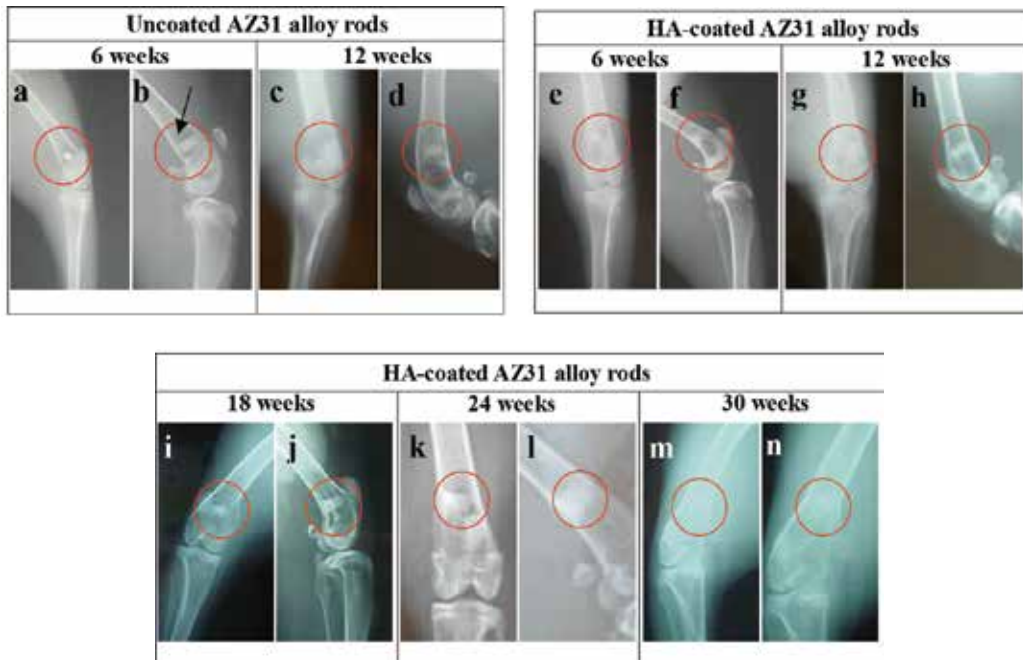 Uncoated AZ31 alloy rods
6 weeks
12 weeks
a
b
c
d
HA-coated AZ31 alloy rods
6 weeks
12 weeks
e
f
g
h
HA-coated AZ31 alloy rods
18 weeks
24 weeks
30 weeks
i
j
k
l
m
n